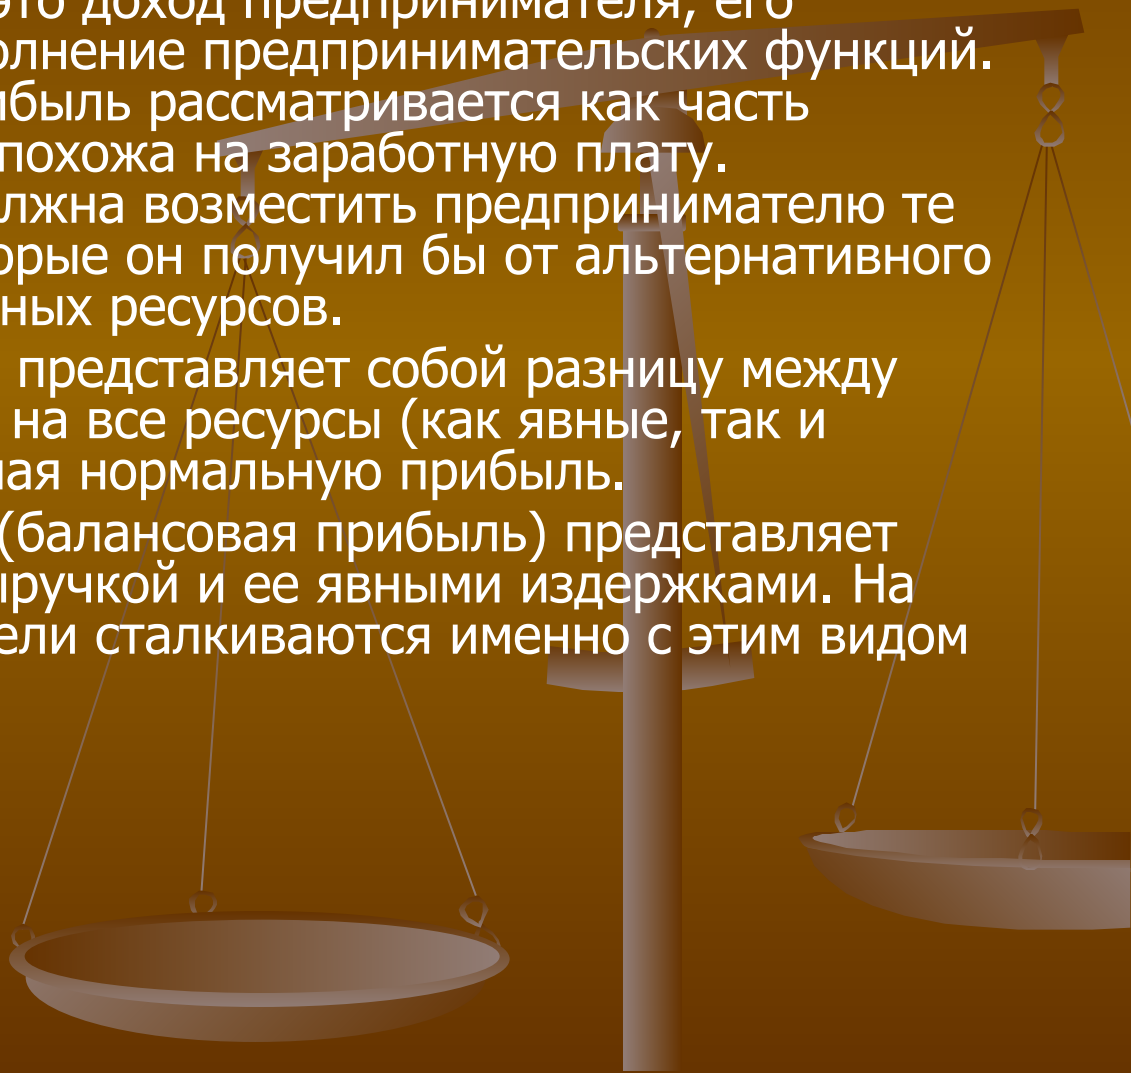 это доход предпринимателя, его
олнение предпринимательских функций.
ибыль рассматривается как часть
похожа на заработную плату.
лжна возместить предпринимателю те
орые он получил бы от альтернативного
ных ресурсов.
представляет собой разницу между
на все ресурсы (как явные, так и
ая нормальную прибыль.
(балансовая прибыль) представляет
ыручкой и ее явными издержками. На
ели сталкиваются именно с этим видом